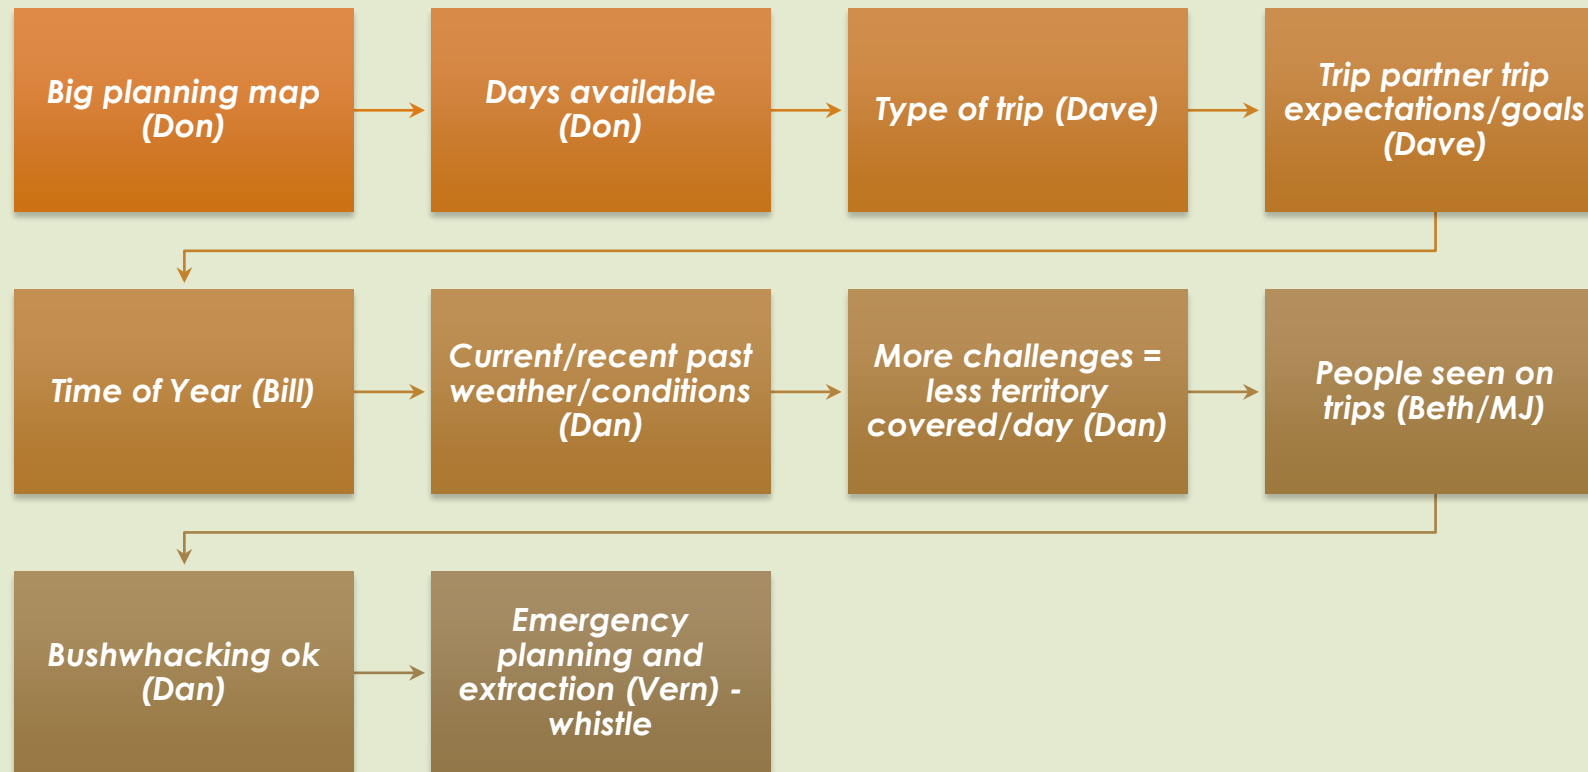 Big planning map
(Don)
Days available
(Don)
Type of trip (Dave)
Trip partner trip
expectations/goals
(Dave)
Time of Year (Bill)
Current/recent past
weather/conditions
(Dan)
More challenges =
less territory
covered/day (Dan)
People seen on
trips (Beth/MJ)
Bushwhacking ok
(Dan)
Emergency
planning and
extraction (Vern) -
whistle